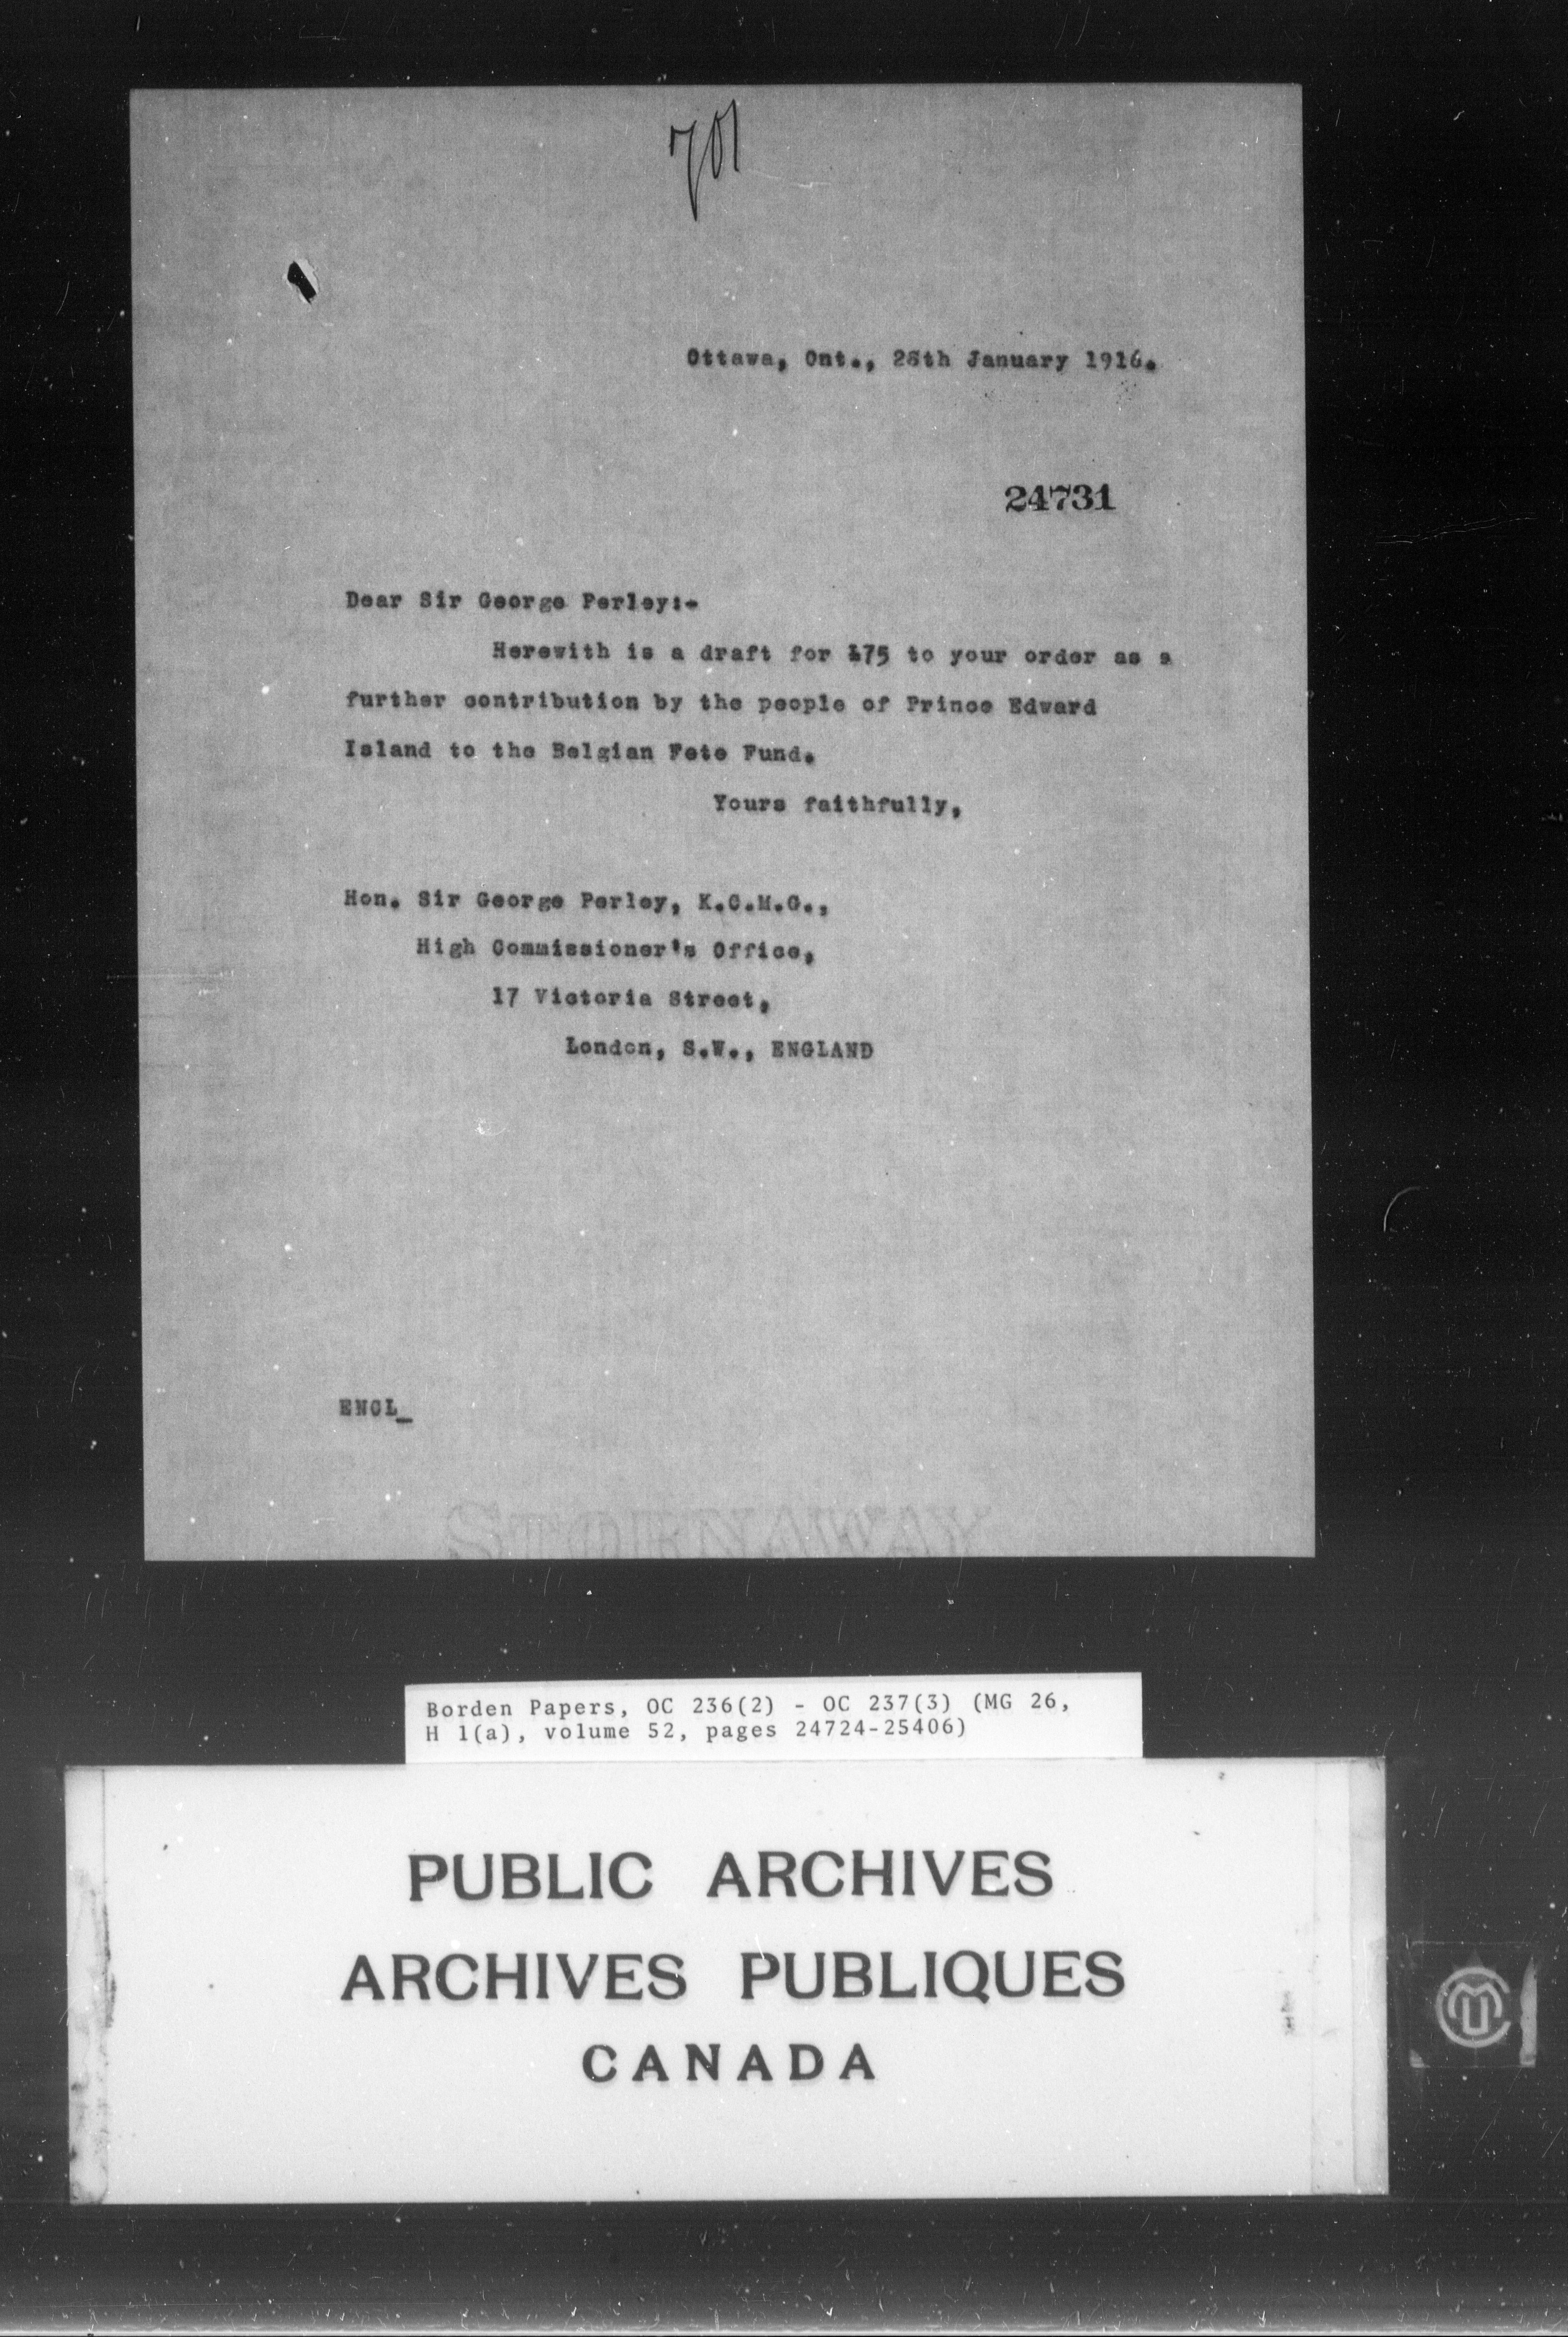 701
Ottawa, Ont., 28th January 1916.
24731
Dear Sir George Perley:-
Herewith is a draft for £75 to your order as a
further contribution by the people of Prince Edward
Island to the Belgian Fete Fund.
Yours faithfully,
Hon. Sir George Perley, K.C.M.G.,
High Commissioner's Office,
17 Victoria Street,
London, S.W., ENGLAND
ENCL_
STORNAWAY
Borden Papers, OC 236(2) - OC 237(3) (MG 26,
H 1(a), volume 52, pages 24724-25406)
PUBLIC ARCHIVES
ARCHIVES PUBLIQUES
CANADA